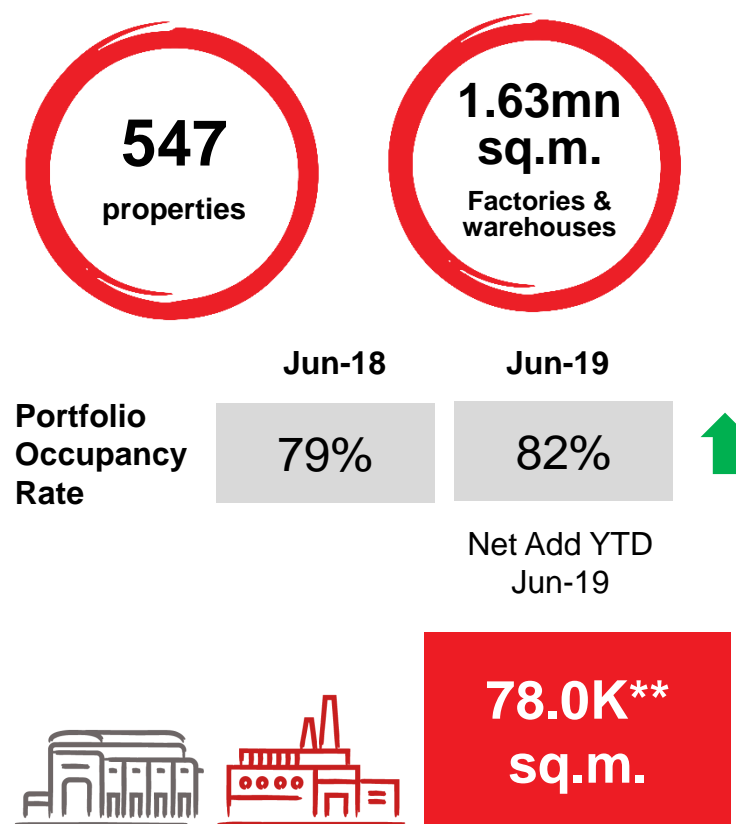 547
properties
1.63mn
sq.m.
Factories &
warehouses
Jun-18 Jun-19
Portfolio
Occupancy
Rate
79% 82%
Net Add YTD
Jun-19
78.0K**
sq.m.